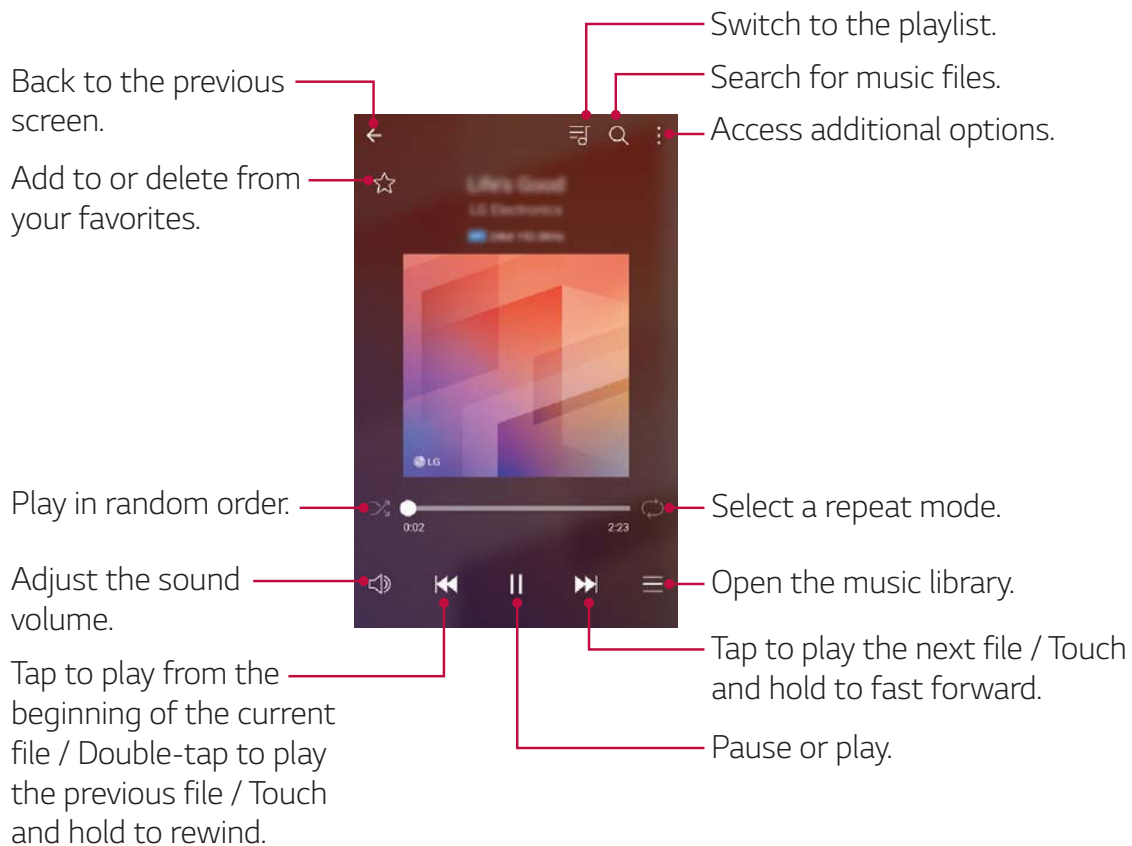 Switch to the playlist.
Back to the previous
screen.
Search for music files.
Access additional options.
Add to or delete from
your favorites.
Life's Good
LG Electronics
LG
Play in random order.
0:02
2:23
Select a repeat mode.
Adjust the sound
volume.
Open the music library.
Tap to play from the
beginning of the current
file / Double-tap to play
the previous file / Touch
and hold to rewind.
Tap to play the next file / Touch
and hold to fast forward.
Pause or play.